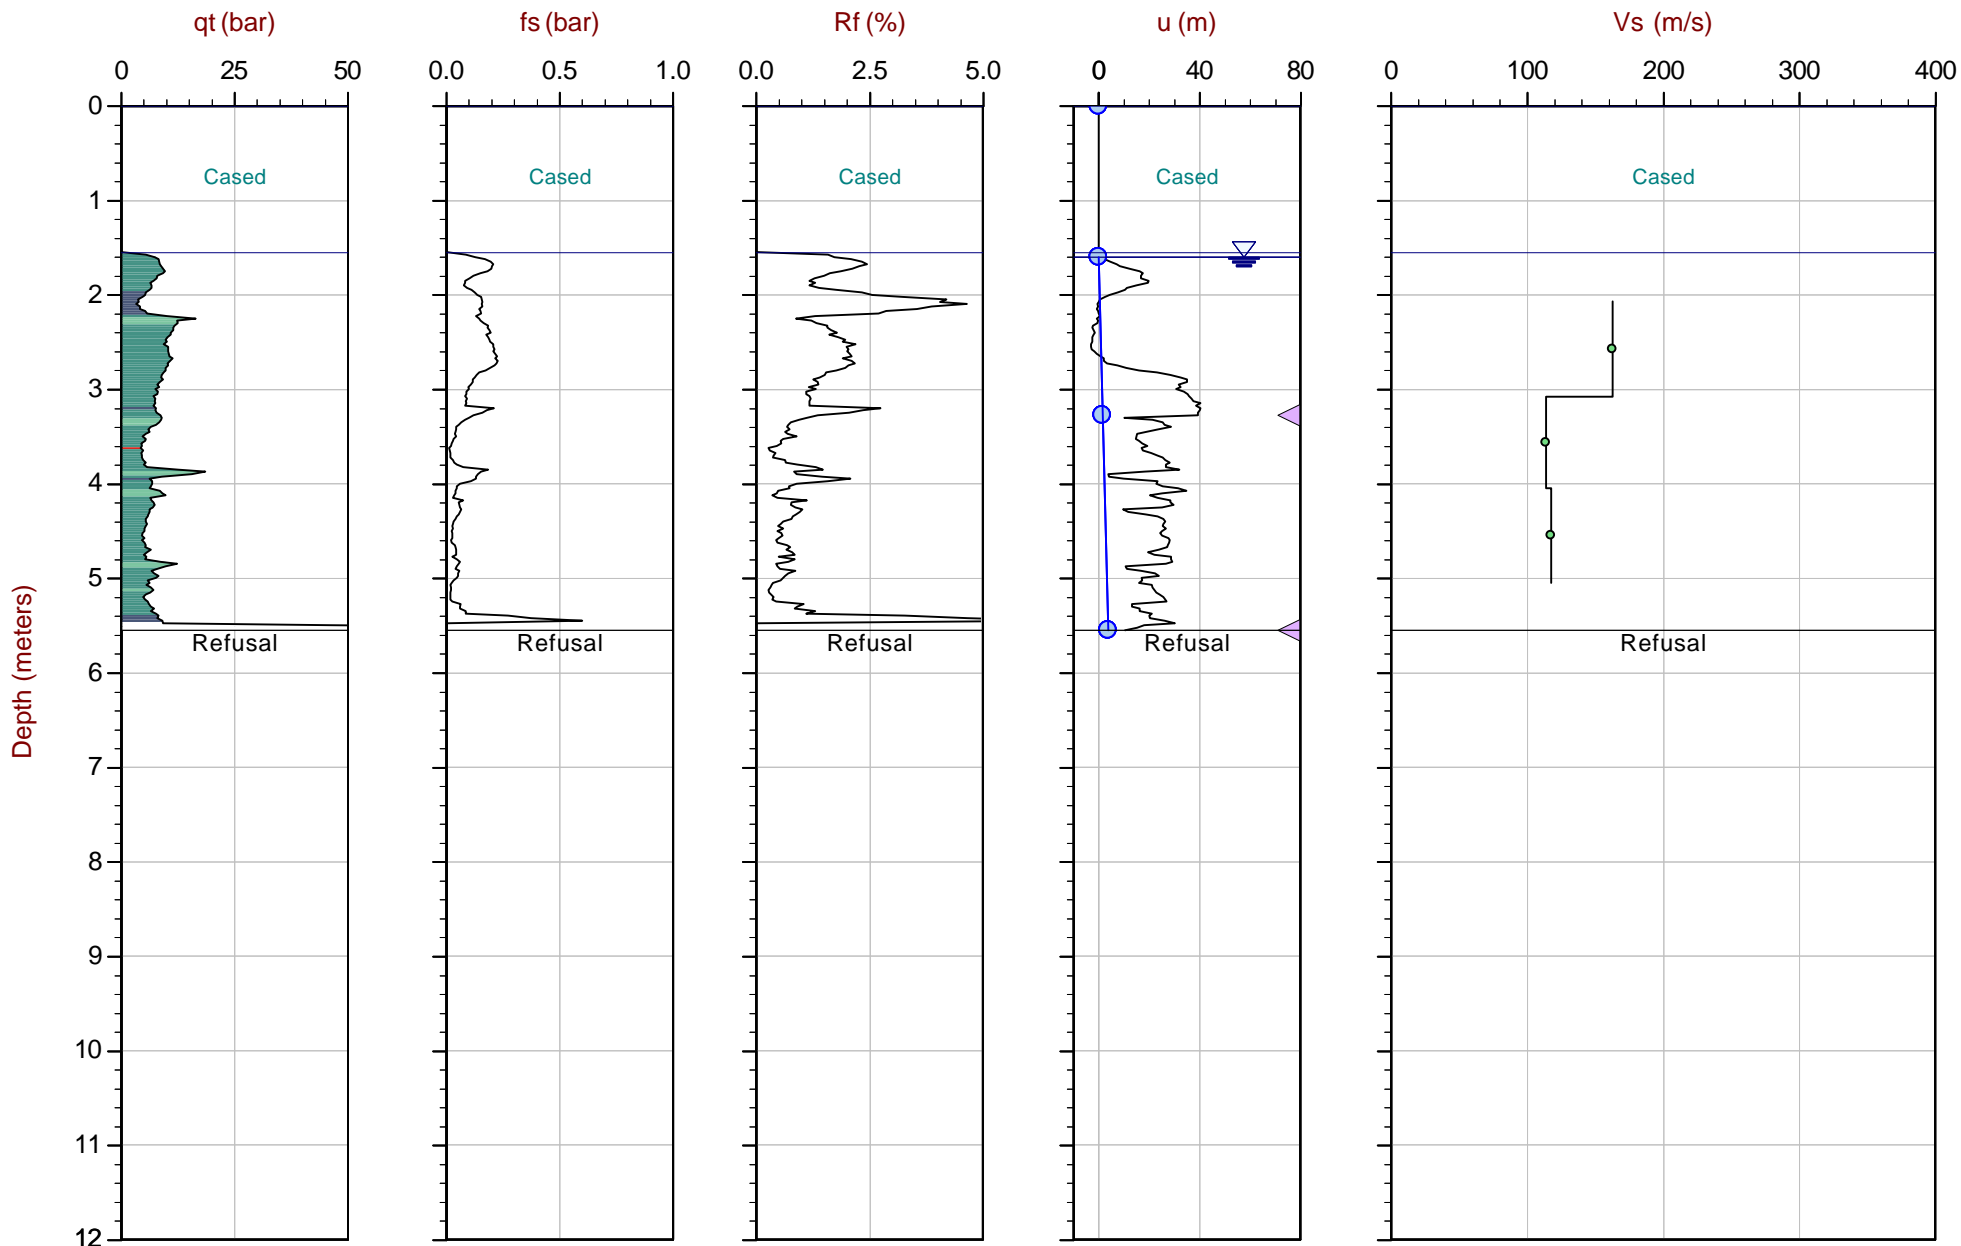 qt (bar) fs (bar) Rf (%) u (m) Vs (m/s)
0 25 50 0.0 0.5 1.0 0.0 2.5 5.0 0 40 80 0 100 200 300 400
0
Cased Cased Cased Cased Cased
1
2
3
4
5
Refusal Refusal Refusal Refusal Refusal
6
Depth (meters)
7
8
9
10
11
12